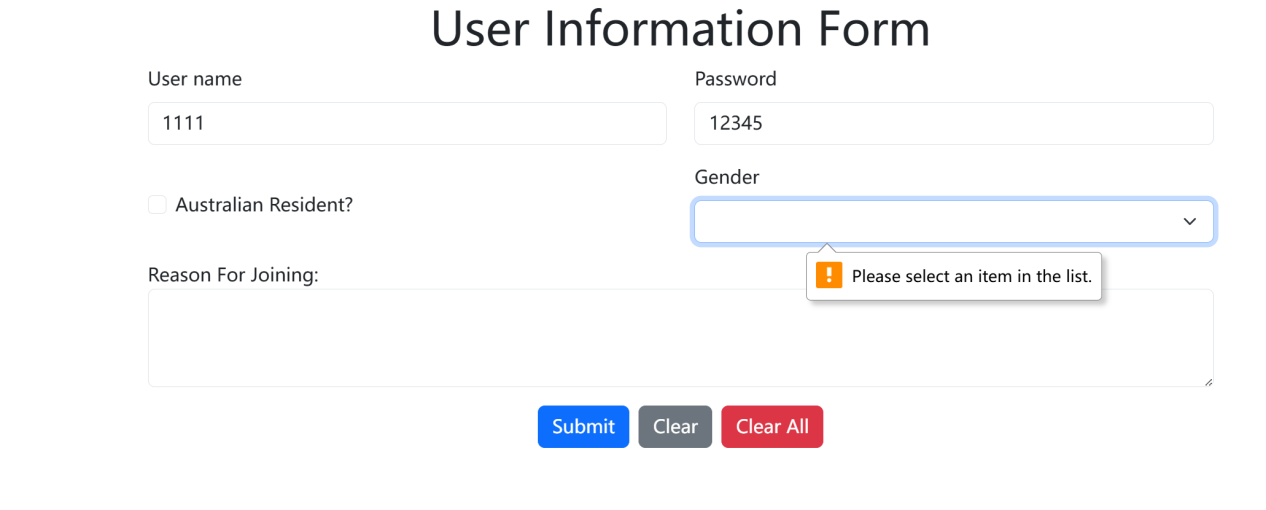 User Information Form
User name
Password
1111
12345
Gender
Australian Resident?
Reason For Joining:
Please select an item in the list.
Submit
Clear
Clear All